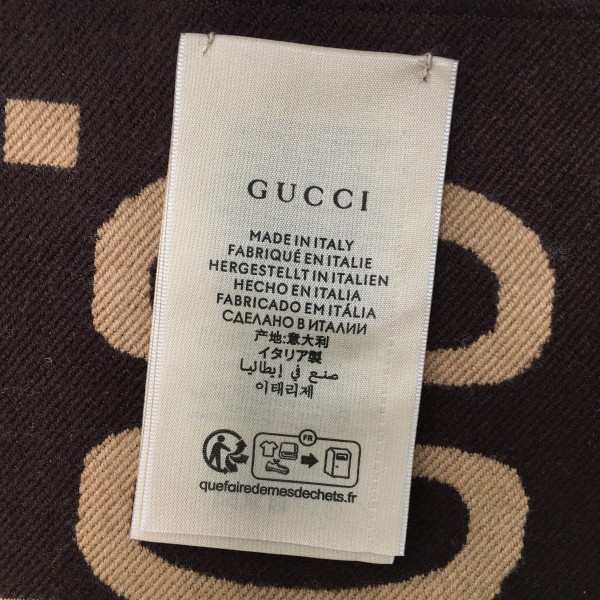 GUCCI
MADE IN ITALY
FABRIQUÉ EN ITALIE
HERGESTELLT IN ITALIEN
HECHO EN ITALIA
FABRICADO EM ITÁLIA
СДЕЛАНО В ИТАЛИИ
产地:意大利
イタリア製
صنع في إيطاليا
이태리제
FR
quefairedemesdechets.fr